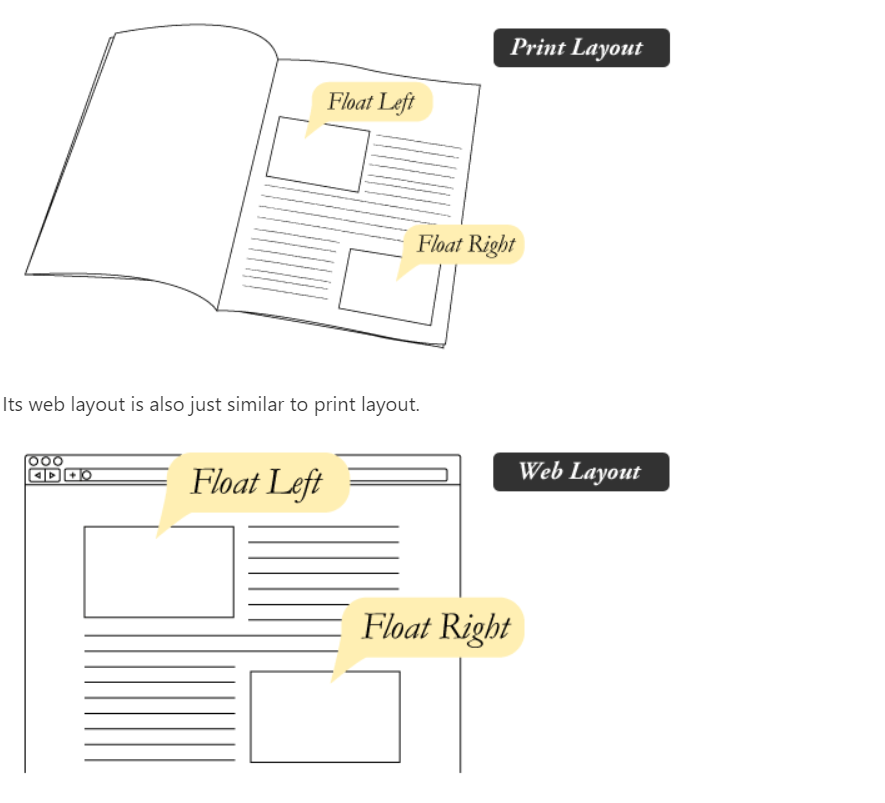 Print Layout
Float Left
Float Right
Its web layout is also just similar to print layout.
Float Left
Web Layout
Float Right